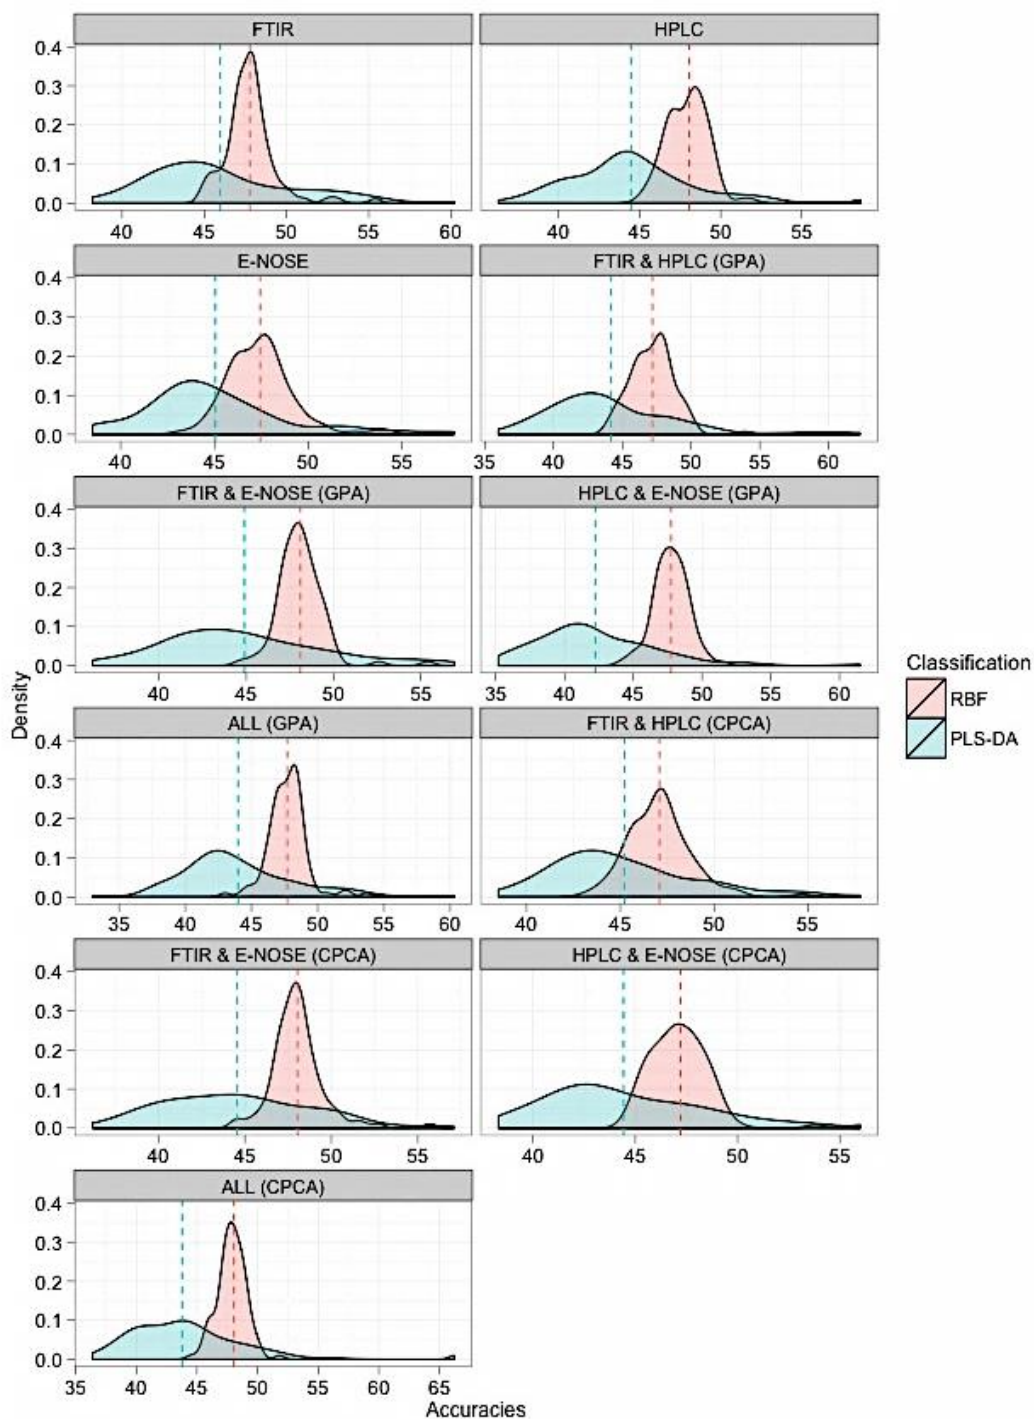 FTIR
HPLC
0.4
0.3
0.2
0.1
0.0
40 45 50 55 60
40 45 50 55
E-NOSE
FTIR & HPLC (GPA)
0.4
0.3
0.2
0.1
0.0
40 45 50 55
35 40 45 50 55 60
FTIR & E-NOSE (GPA)
HPLC & E-NOSE (GPA)
0.4
0.3
0.2
0.1
0.0
40 45 50 55
35 40 45 50 55 60
Density
Classification
RBF
PLS-DA
ALL (GPA)
FTIR & HPLC (CPCA)
0.4
0.3
0.2
0.1
0.0
35 40 45 50 55 60
40 45 50 55
FTIR & E-NOSE (CPCA)
HPLC & E-NOSE (CPCA)
0.4
0.3
0.2
0.1
0.0
40 45 50 55
40 45 50 55
ALL (CPCA)
0.4
0.3
0.2
0.1
0.0
35 40 45 50 55 60 65
Accuracies